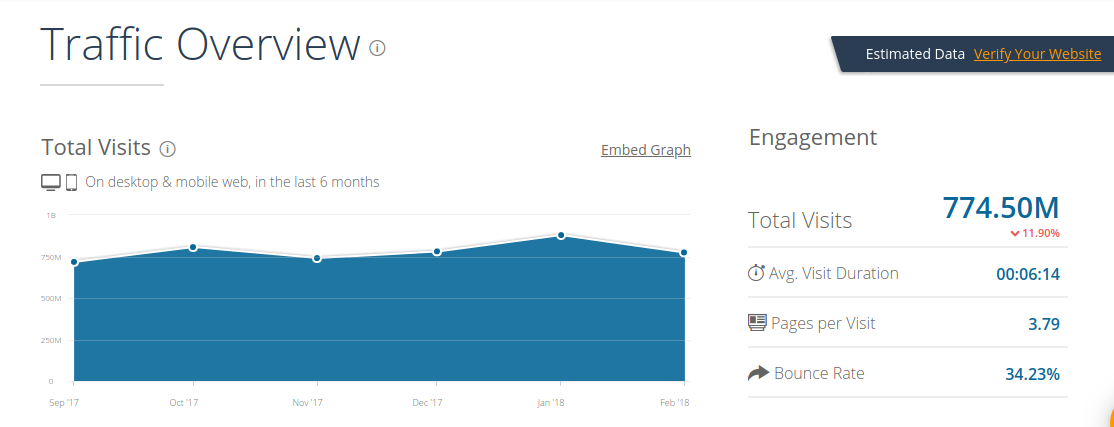 Traffic Overview
Estimated Data Verify Your Website
Total Visits
Embed Graph
On desktop & mobile web, in the last 6 months
1B
750M
500M
250M
0
Sep '17 Oct '17 Nov '17 Dec '17 Jan '18 Feb '18
Engagement
Total Visits 774.50M
11.90%
Avg. Visit Duration 00:06:14
Pages per Visit 3.79
Bounce Rate 34.23%